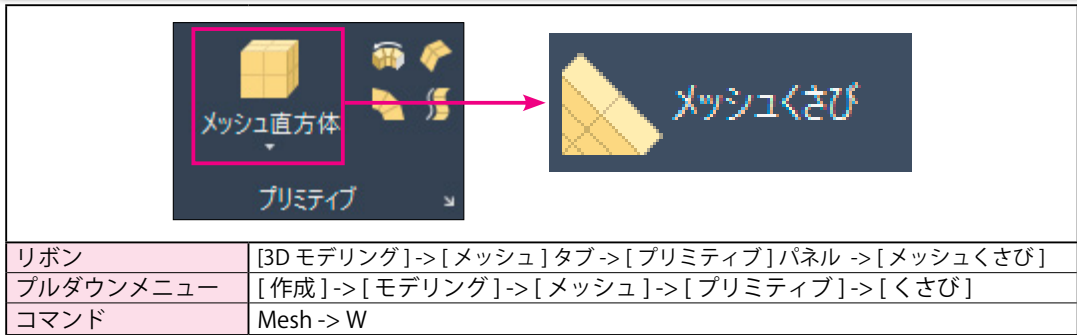 メッシュ直方体
プリミティブ
メッシュくさび
リボン [3D モデリング ] -> [ メッシュ ] タブ -> [ プリミティブ ] パネル -> [ メッシュくさび ]
プルダウンメニュー [ 作成 ] -> [ モデリング ] -> [ メッシュ ] -> [ プリミティブ ] -> [ くさび ]
コマンド Mesh -> W